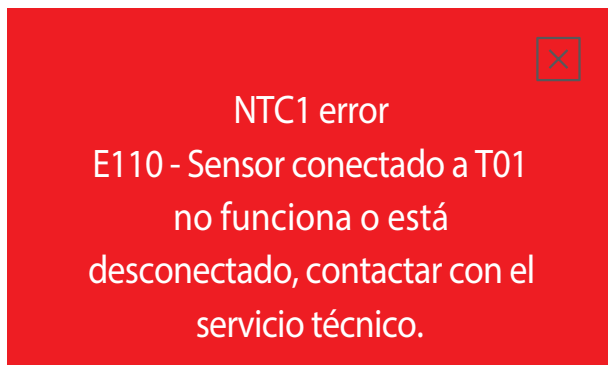 NTC1 error
E110 - Sensor conectado a T01
no funciona o está
desconectado, contactar con el
servicio técnico.